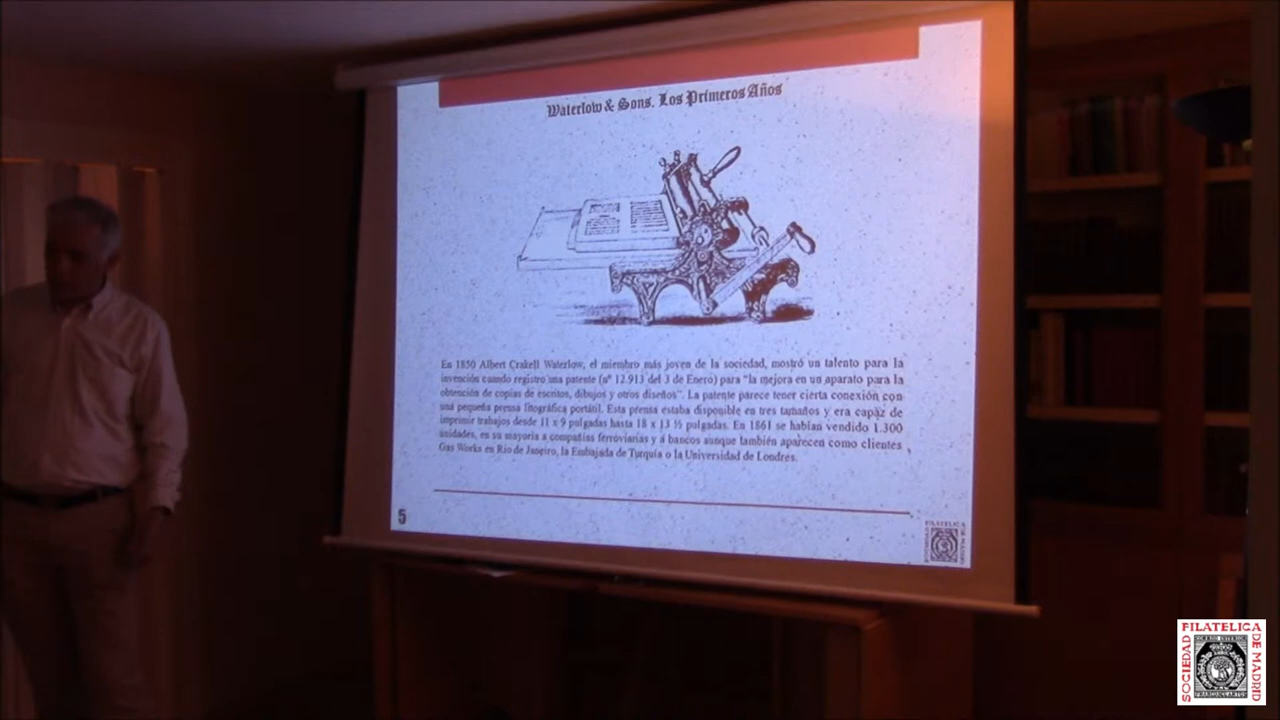 Waterlow & Sons. Los Primeros Años
En 1850 Albert Crakell Waterlow, el miembro más joven de la sociedad, mostró un talento para la
invención cuando registro una patente (nº 12.913 del 3 de Enero) para "la mejora en un aparato para la
obtención de copias de escritos, dibujos y otros diseños". La patente parece tener cierta conexión con
una pequeña prensa litográfica portátil. Esta prensa estaba disponible en tres tamaños y era capaz de
imprimir trabajos desde 11 x 9 pulgadas hasta 18 x 13 ½ pulgadas. En 1861 se habían vendido 1.300
unidades, en su mayoría a compañías ferroviarias y a bancos aunque también aparecen como clientes
Gas Works en Rio de Janeiro, la Embajada de Turquía o la Universidad de Londres.
5
FILATELICA
SOCIEDAD FILATELICA DE MADRID
CORREO INTERIOR